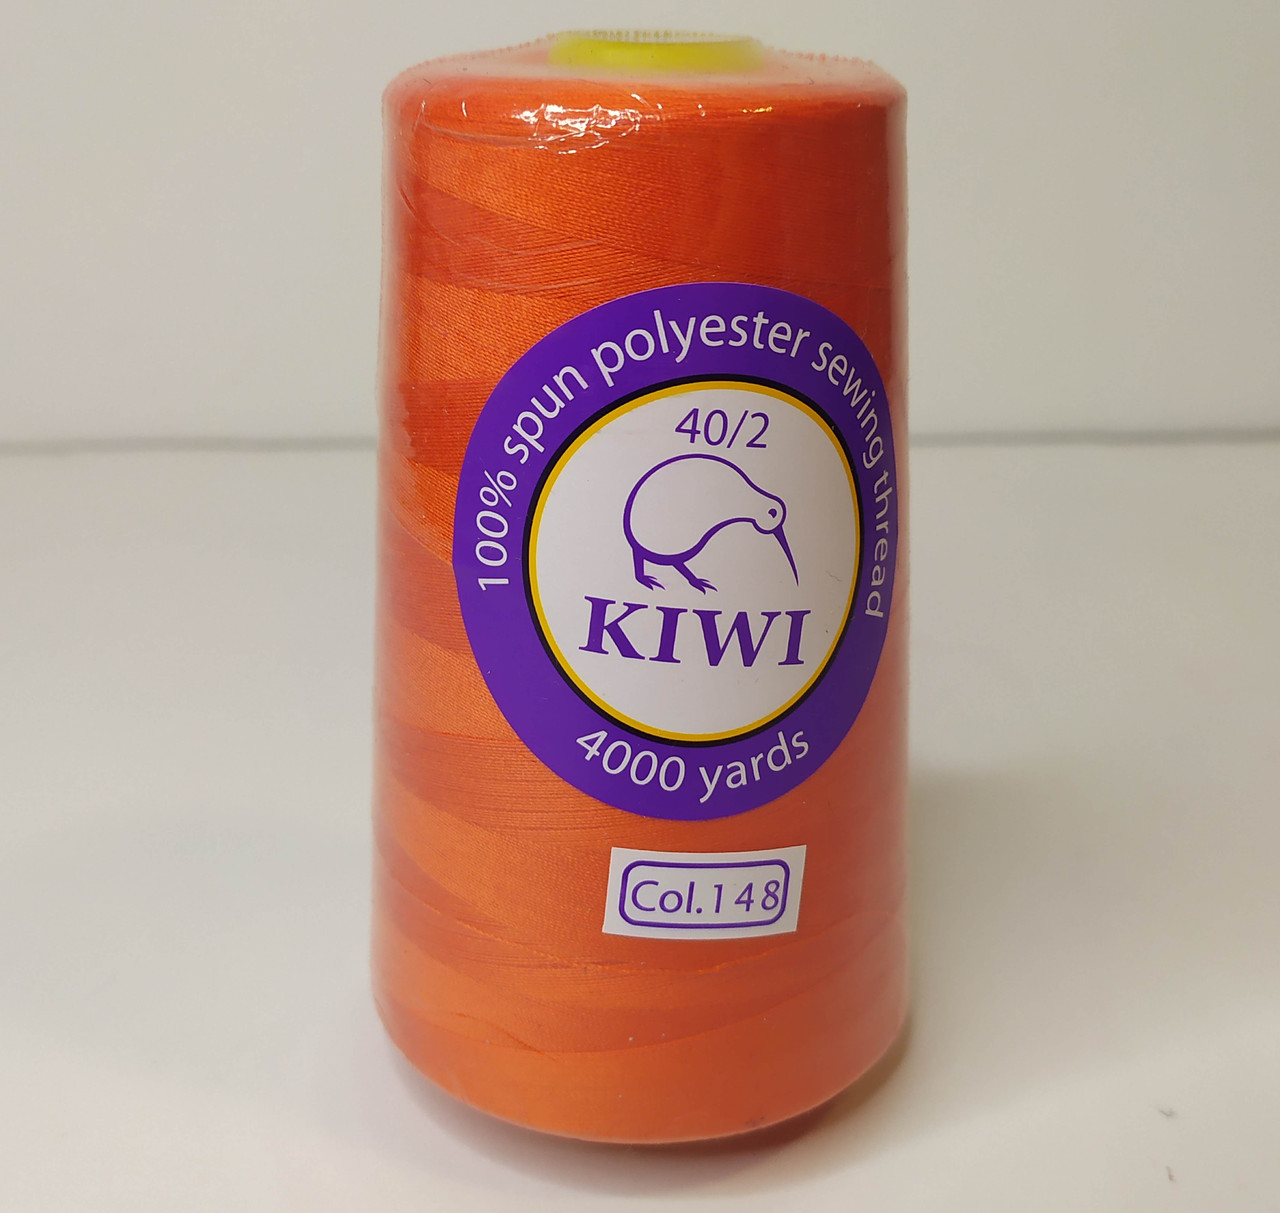 100% spun polyester sewing thread
40/2
KIWI
4000 yards
Col.148